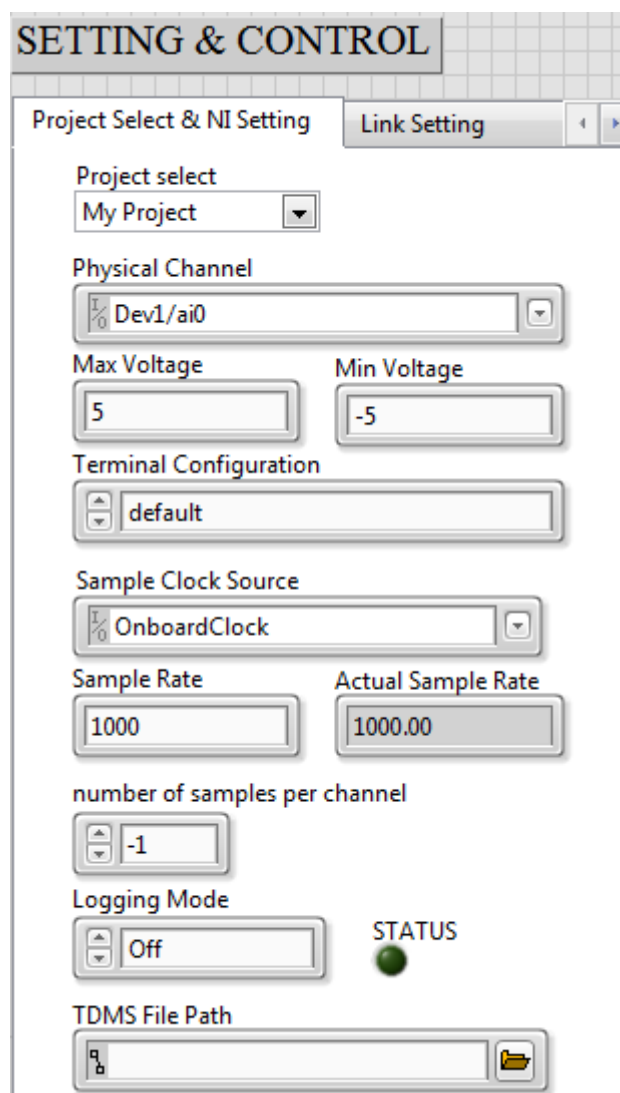 SETTING & CONTROL
Project Select & NI Setting Link Setting
Project select
My Project
Physical Channel
I/0 Dev1/ai0
Max Voltage Min Voltage
5 -5
Terminal Configuration
default
Sample Clock Source
I/0 OnboardClock
Sample Rate Actual Sample Rate
1000 1000.00
number of samples per channel
-1
Logging Mode
STATUS
Off
TDMS File Path